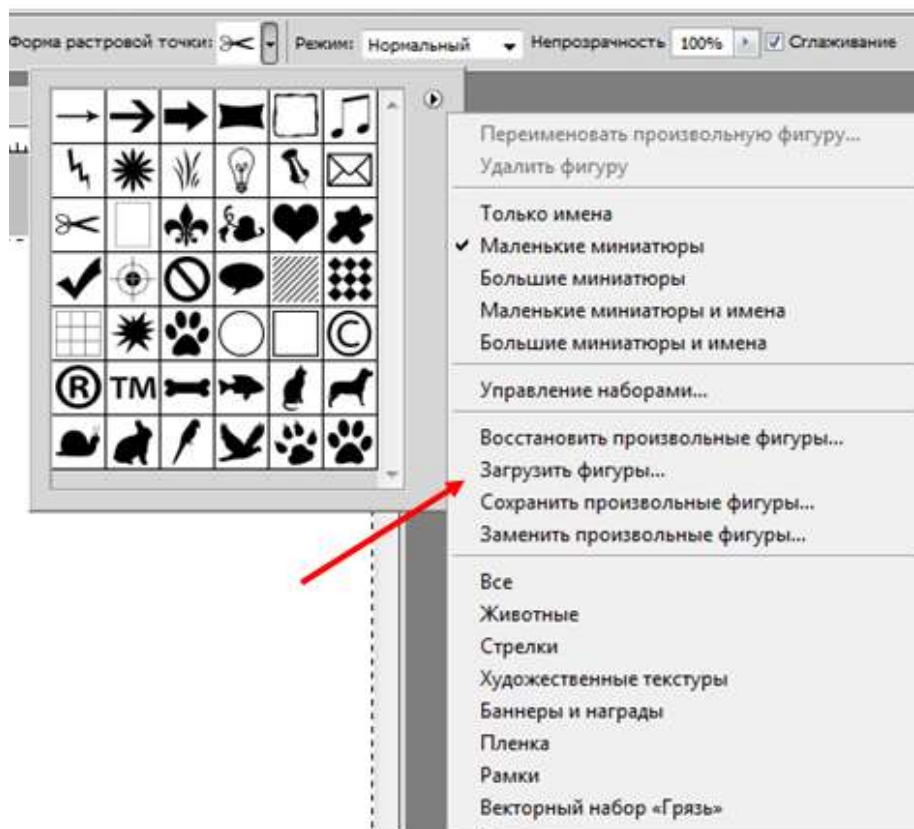 Форма растровой точки: Режим: Нормальный Непрозрачность 100% Сглаживание
Переименовать произвольную фигуру...
Удалить фигуру
Только имена
Маленькие миниатюры
Большие миниатюры
Маленькие миниатюры и имена
Большие миниатюры и имена
Управление наборами...
Восстановить произвольные фигуры...
Загрузить фигуры...
Сохранить произвольные фигуры...
Заменить произвольные фигуры...
Все
Животные
Стрелки
Художественные текстуры
Баннеры и награды
Пленка
Рамки
Векторный набор «Грязь»
©
® TM